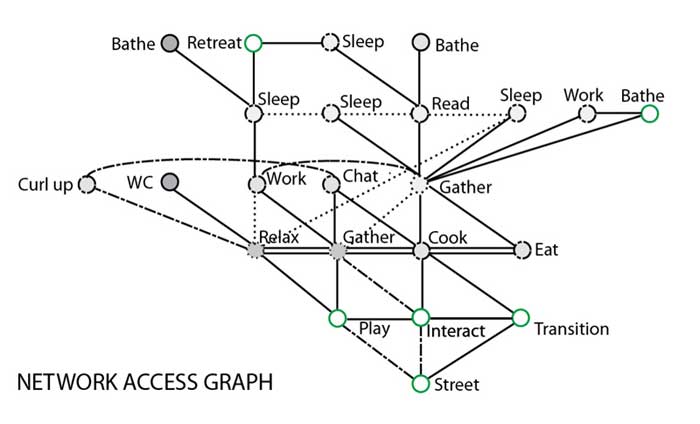 Bathe
Retreat
Sleep
Bathe
Sleep
Sleep
Read
Sleep
Work
Bathe
Curl up
WC
Work
Chat
Gather
Relax
Gather
Cook
Eat
Play
Interact
Transition
Street
NETWORK ACCESS GRAPH